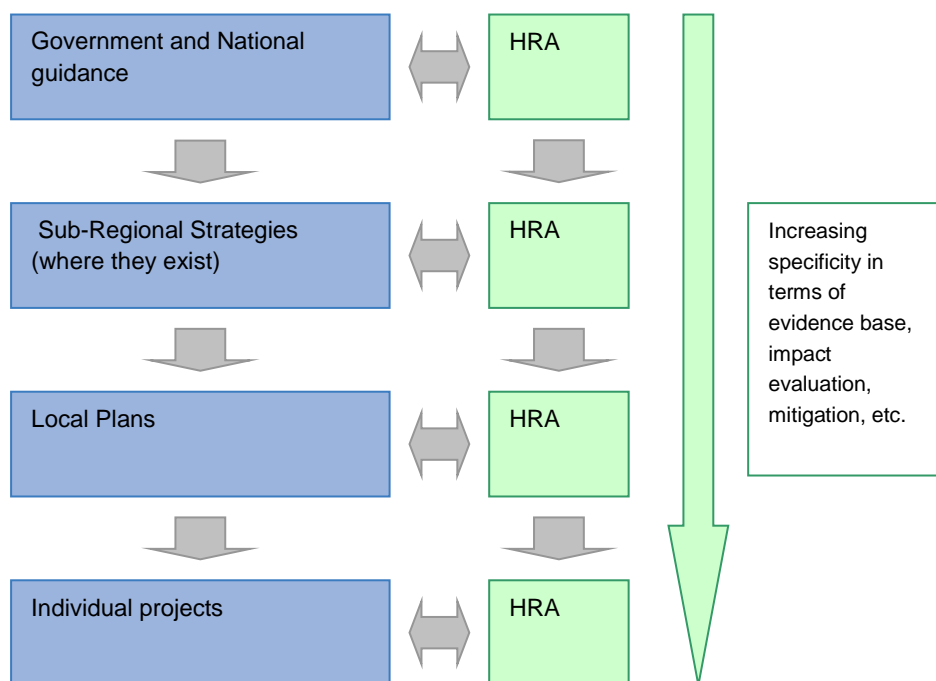 Government and National
guidance
HRA
Sub-Regional Strategies
(where they exist)
HRA
Increasing
specificity in
terms of
evidence base,
impact
evaluation,
mitigation, etc.
Local Plans
HRA
Individual projects
HRA